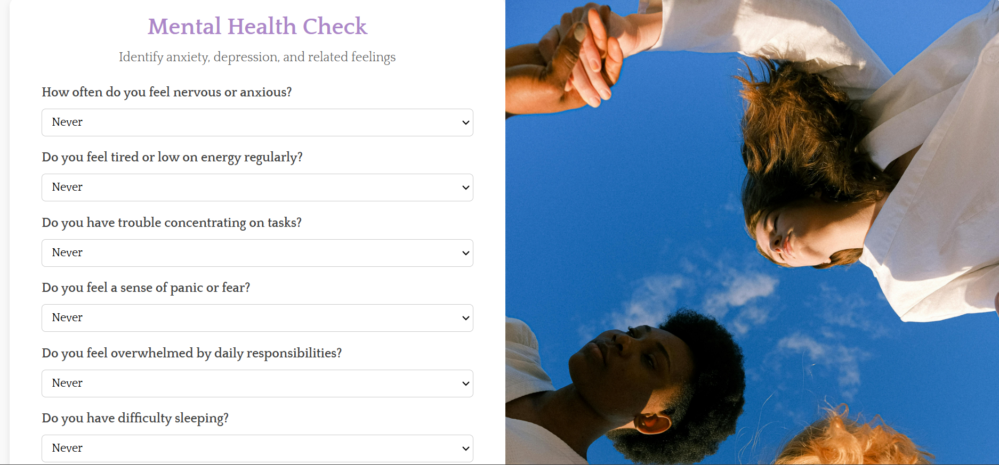 Mental Health Check
Identify anxiety, depression, and related feelings
How often do you feel nervous or anxious?
Never
Do you feel tired or low on energy regularly?
Never
Do you have trouble concentrating on tasks?
Never
Do you feel a sense of panic or fear?
Never
Do you feel overwhelmed by daily responsibilities?
Never
Do you have difficulty sleeping?
Never